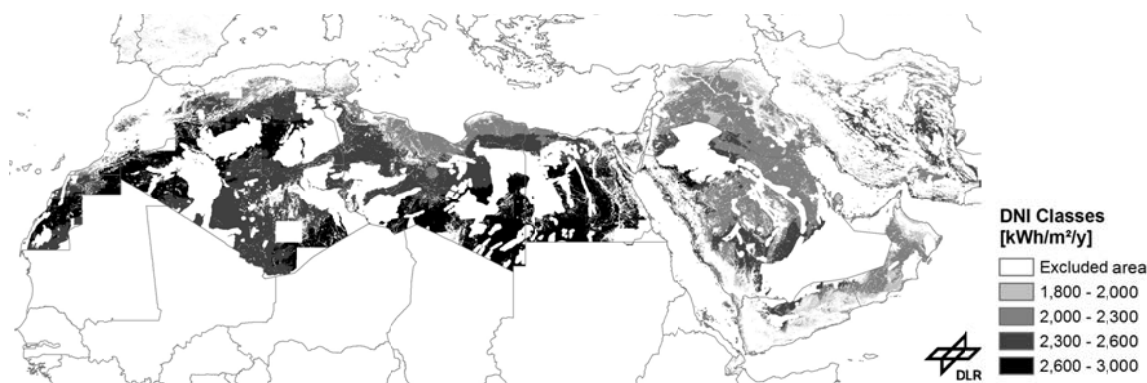 DNI Classes
[kWh/m²/y]
Excluded area
1,800 - 2,000
2,000 - 2,300
2,300 - 2,600
2,600 - 3,000
DLR